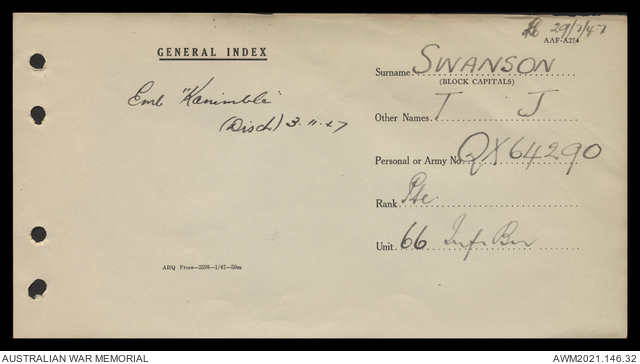 29/7/47
AAF-A274
GENERAL INDEX
Emb "Kanimbla"
(Disch) 3.11.47
Surname SWANSON
(BLOCK CAPITALS)
Other Names T J
Personal or Army No. QX64290
Rank Pte.
Unit. 66 Inf Bn
AHQ Press—3598—1/47—50m
AUSTRALIAN WAR MEMORIAL
AWM2021.146.32